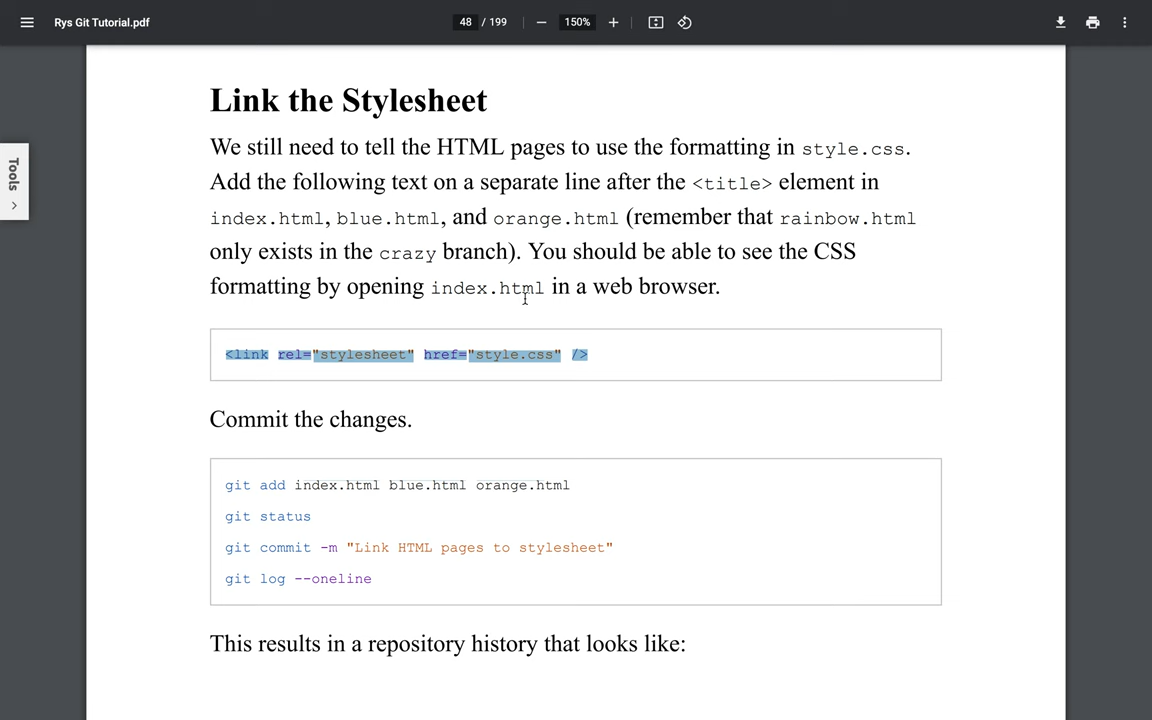 Rys Git Tutorial.pdf
48 / 199
150%
Tools
Link the Stylesheet
We still need to tell the HTML pages to use the formatting in style.css.
Add the following text on a separate line after the <title> element in
index.html, blue.html, and orange.html (remember that rainbow.html
only exists in the crazy branch). You should be able to see the CSS
formatting by opening index.html in a web browser.
<link rel="stylesheet" href="style.css" />
Commit the changes.
git add index.html blue.html orange.html
git status
git commit -m "Link HTML pages to stylesheet"
git log --oneline
This results in a repository history that looks like: